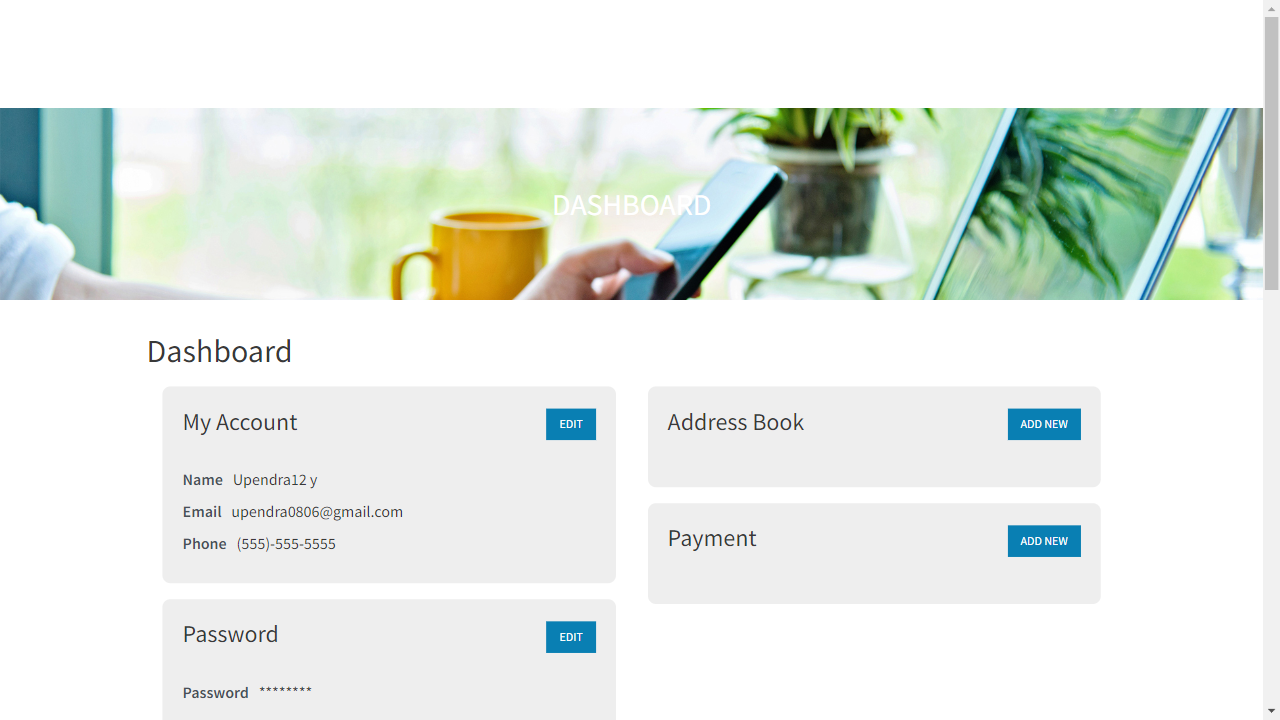 DASHBOARD
Dashboard
My Account
EDIT
Name Upendra12 y
Email upendra0806@gmail.com
Phone (555)-555-5555
Password
EDIT
Password ********
Address Book
ADD NEW
Payment
ADD NEW